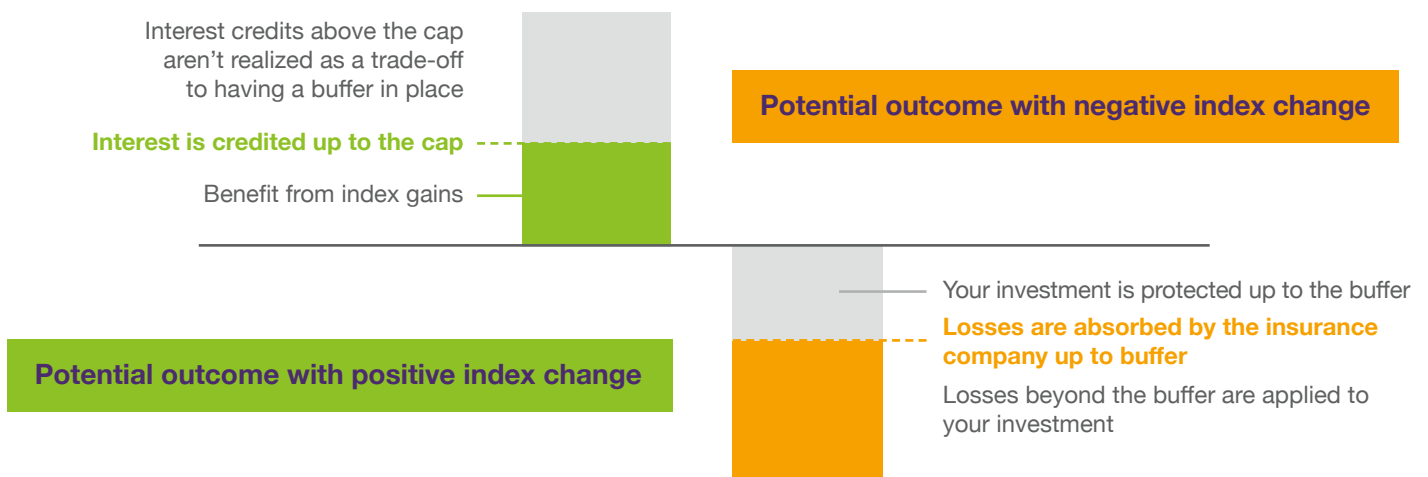 Interest credits above the cap
aren’t realized as a trade-off
to having a buffer in place
Interest is credited up to the cap
Benefit from index gains
Potential outcome with positive index change
Potential outcome with negative index change
Your investment is protected up to the buffer
Losses are absorbed by the insurance
company up to buffer
Losses beyond the buffer are applied to
your investment